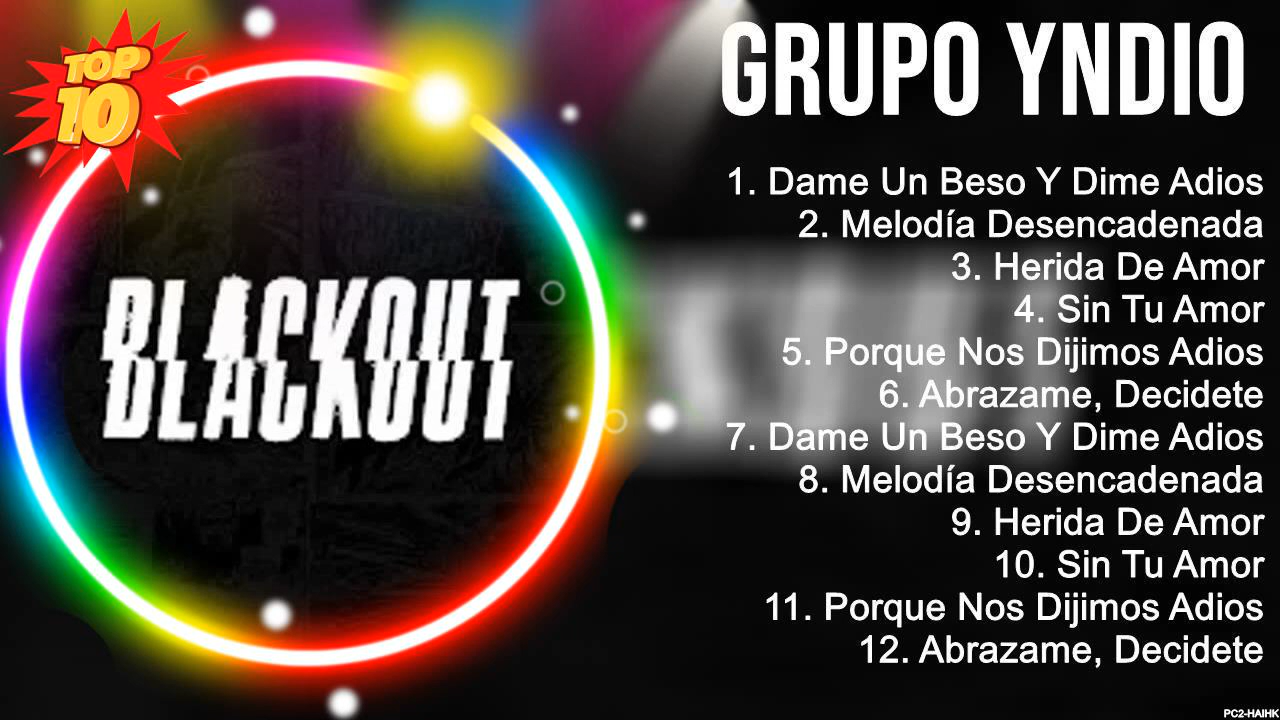 TOP
10
GRUPO YNDIO
1. Dame Un Beso Y Dime Adios
2. Melodía Desencadenada
3. Herida De Amor
4. Sin Tu Amor
5. Porque Nos Dijimos Adios
6. Abrazame, Decidete
7. Dame Un Beso Y Dime Adios
8. Melodía Desencadenada
9. Herida De Amor
10. Sin Tu Amor
11. Porque Nos Dijimos Adios
12. Abrazame, Decidete
BLACKOUT
PC2-HAIHK